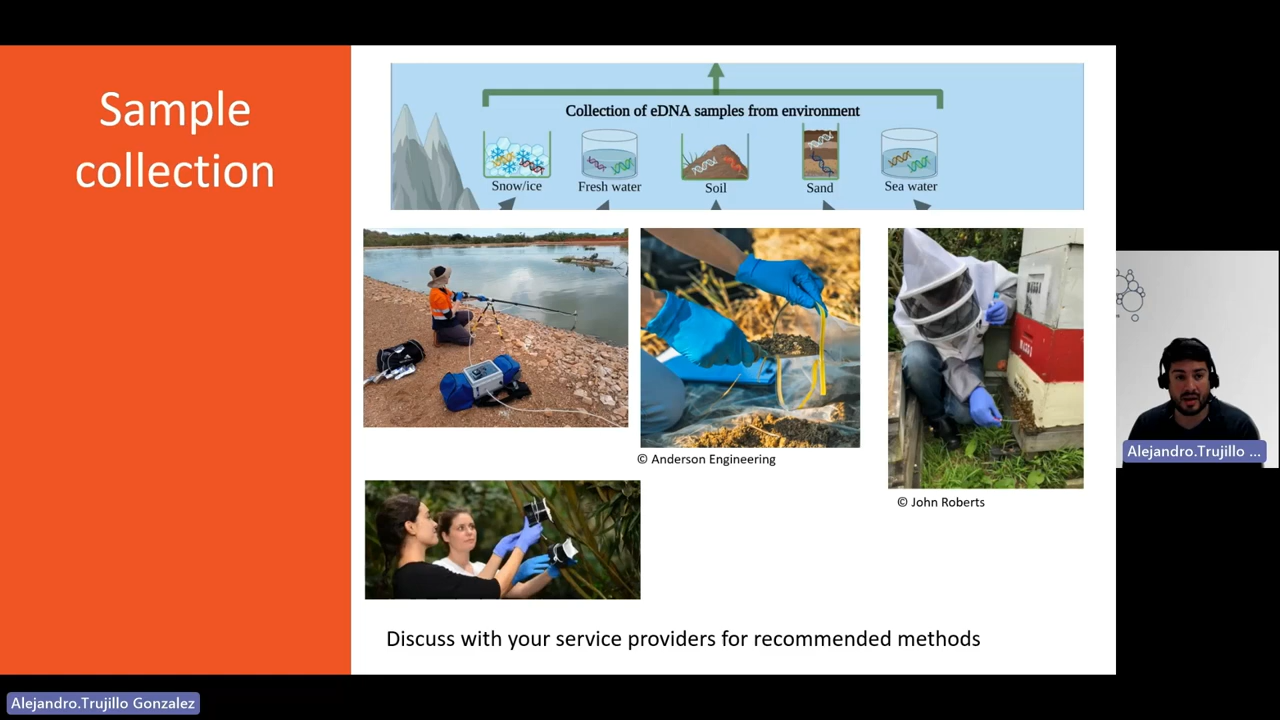 Sample
collection
Collection of eDNA samples from environment
Snow/ice
Fresh water
Soil
Sand
Sea water
© Anderson Engineering
© John Roberts
Discuss with your service providers for recommended methods
Alejandro.Trujillo ...
Alejandro.Trujillo Gonzalez